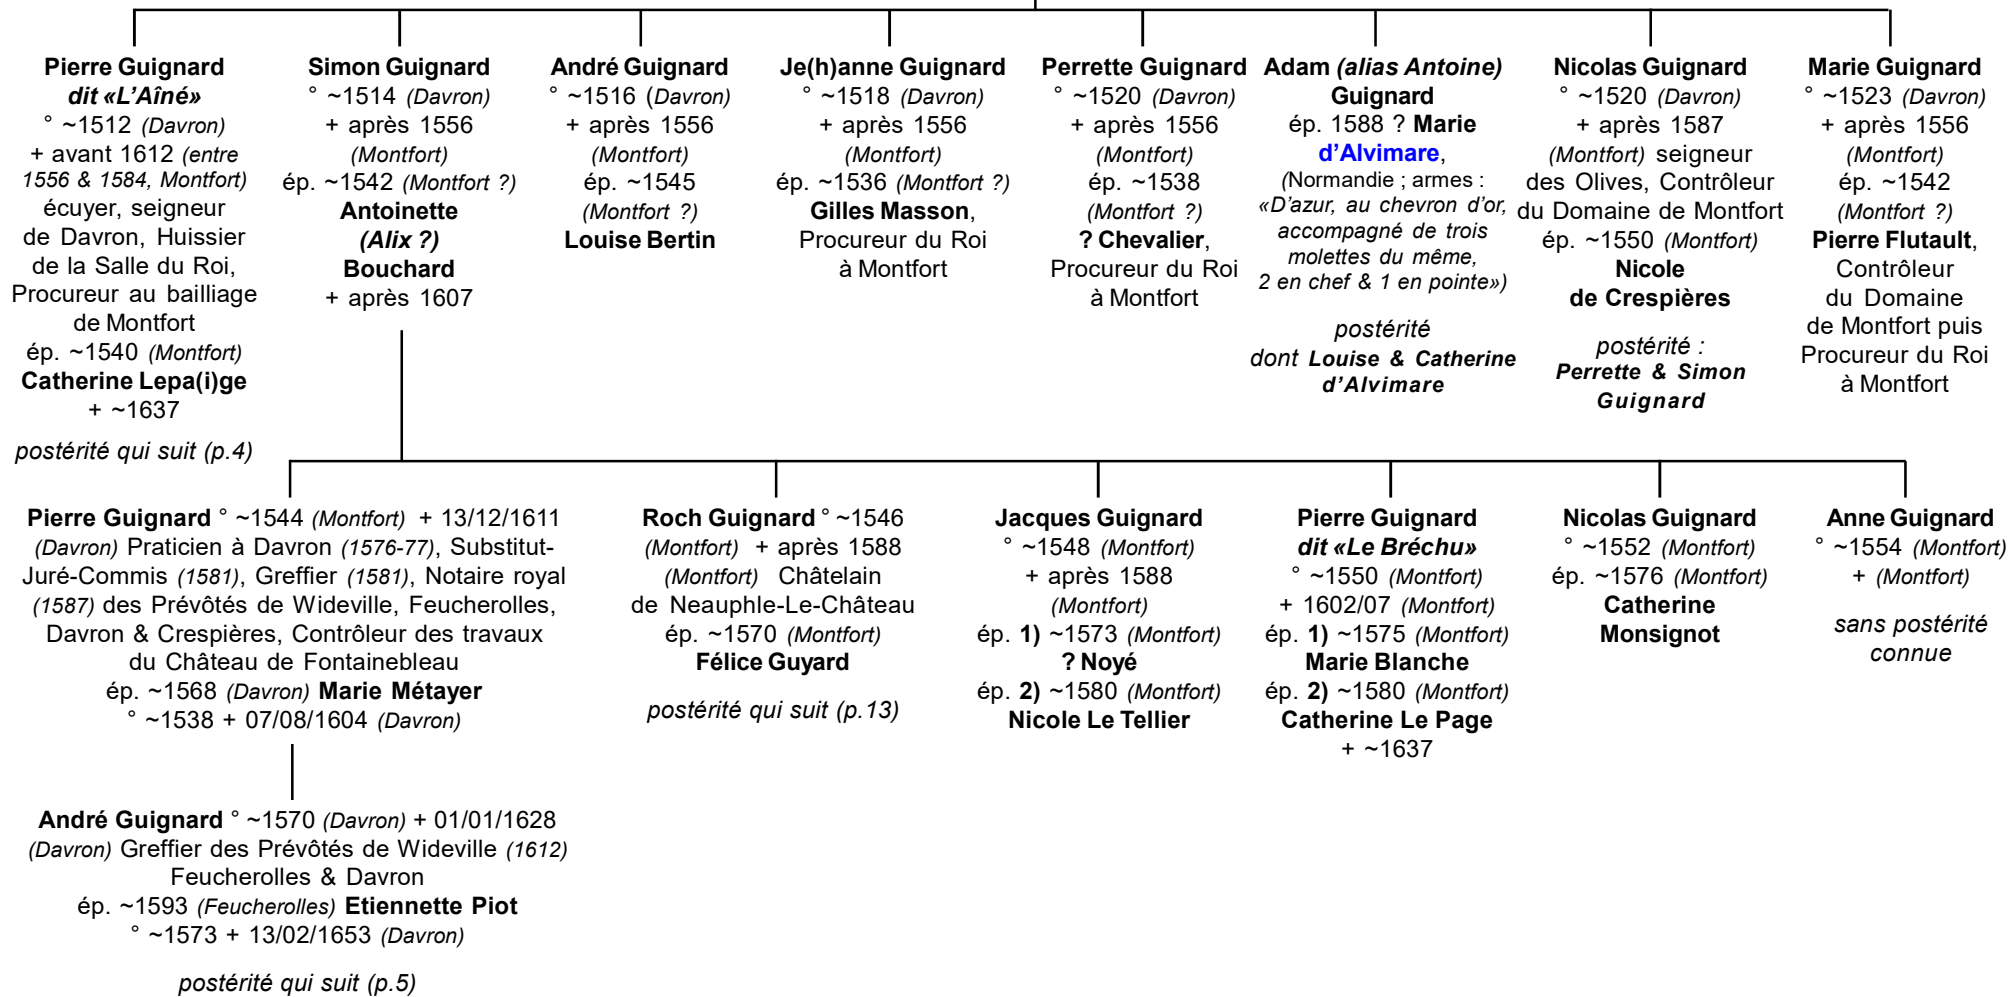 Pierre Guignard
dit «L'Aîné»
° ~1512 (Davron)
+ avant 1612 (entre
1556 & 1584, Montfort)
écuyer, seigneur
de Davron, Huissier
de la Salle du Roi,
Procureur au bailliage
de Montfort
ép. ~1540 (Montfort)
Catherine Lepa(i)ge
+ ~1637
postérité qui suit (p.4)
Simon Guignard
° ~1514 (Davron)
+ après 1556
(Montfort)
ép. ~1542 (Montfort ?)
Antoinette
(Alix ?)
Bouchard
+ après 1607
André Guignard
° ~1516 (Davron)
+ après 1556
(Montfort)
ép. ~1545
(Montfort ?)
Louise Bertin
Je(h)anne Guignard
° ~1518 (Davron)
+ après 1556
(Montfort)
ép. ~1536 (Montfort ?)
Gilles Masson,
Procureur du Roi
à Montfort
Perrette Guignard
° ~1520 (Davron)
+ après 1556
(Montfort)
ép. ~1538
(Montfort ?)
? Chevalier,
Procureur du Roi
à Montfort
Adam (alias Antoine)
Guignard
ép. 1588 ? Marie
d'Alvimare,
(Normandie ; armes :
«D'azur, au chevron d'or,
accompagné de trois
molettes du même,
2 en chef & 1 en pointe»)
postérité
dont Louise & Catherine
d'Alvimare
Nicolas Guignard
° ~1520 (Davron)
+ après 1587
(Montfort) seigneur
des Olives, Contrôleur
du Domaine de Montfort
ép. ~1550 (Montfort)
Nicole
de Crespières
postérité :
Perrette & Simon
Guignard
Marie Guignard
° ~1523 (Davron)
+ après 1556
(Montfort)
ép. ~1542
(Montfort ?)
Pierre Flutault,
Contrôleur
du Domaine
de Montfort puis
Procureur du Roi
à Montfort
Pierre Guignard ° ~1544 (Montfort) + 13/12/1611
(Davron) Praticien à Davron (1576-77), Substitut-
Juré-Commis (1581), Greffier (1581), Notaire royal
(1587) des Prévôtés de Wideville, Feucherolles,
Davron & Crespières, Contrôleur des travaux
du Château de Fontainebleau
ép. ~1568 (Davron) Marie Métayer
° ~1538 + 07/08/1604 (Davron)
Roch Guignard ° ~1546
(Montfort) + après 1588
(Montfort) Châtelain
de Neauphle-Le-Château
ép. ~1570 (Montfort)
Félice Guyard
postérité qui suit (p.13)
Jacques Guignard
° ~1548 (Montfort)
+ après 1588
(Montfort)
ép. 1) ~1573 (Montfort)
? Noyé
ép. 2) ~1580 (Montfort)
Nicole Le Tellier
Pierre Guignard
dit «Le Bréchu»
° ~1550 (Montfort)
+ 1602/07 (Montfort)
ép. 1) ~1575 (Montfort)
Marie Blanche
ép. 2) ~1580 (Montfort)
Catherine Le Page
+ ~1637
Nicolas Guignard
° ~1552 (Montfort)
ép. ~1576 (Montfort)
Catherine
Monsignot
Anne Guignard
° ~1554 (Montfort)
+ (Montfort)
sans postérité
connue
André Guignard ° ~1570 (Davron) + 01/01/1628
(Davron) Greffier des Prévôtés de Wideville (1612)
Feucherolles & Davron
ép. ~1593 (Feucherolles) Etiennette Piot
° ~1573 + 13/02/1653 (Davron)
postérité qui suit (p.5)